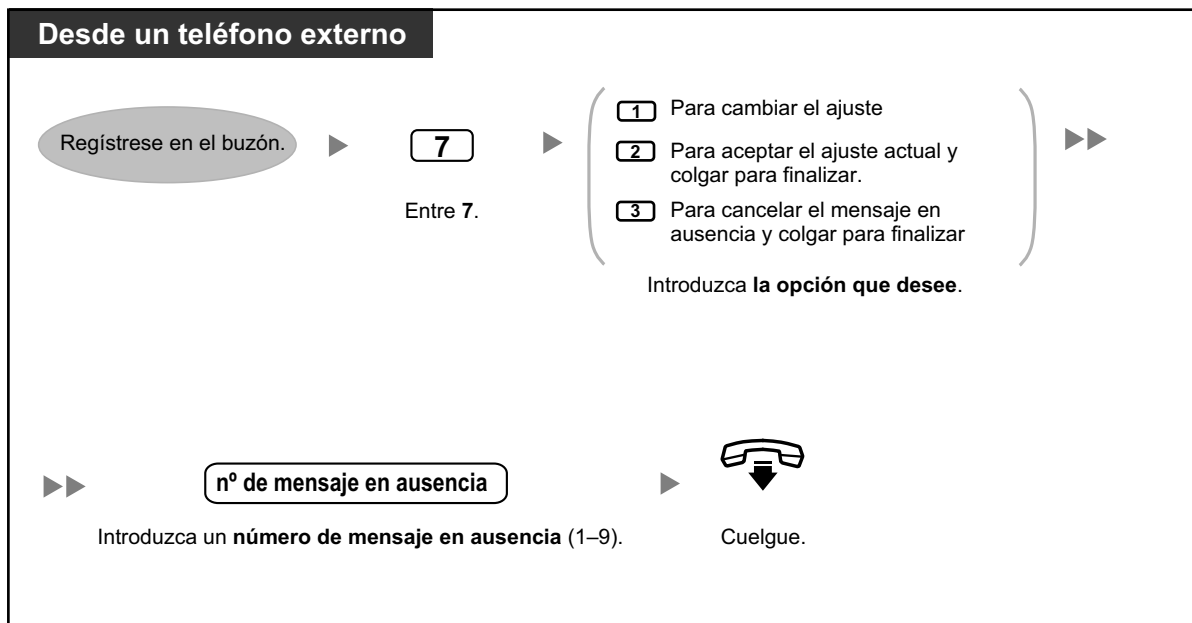 Desde un teléfono externo
Regístrese en el buzón.
7
Entre 7.
1 Para cambiar el ajuste
2 Para aceptar el ajuste actual y
colgar para finalizar.
3 Para cancelar el mensaje en
ausencia y colgar para finalizar
Introduzca la opción que desee.
nº de mensaje en ausencia
Introduzca un número de mensaje en ausencia (1–9).
Cuelgue.